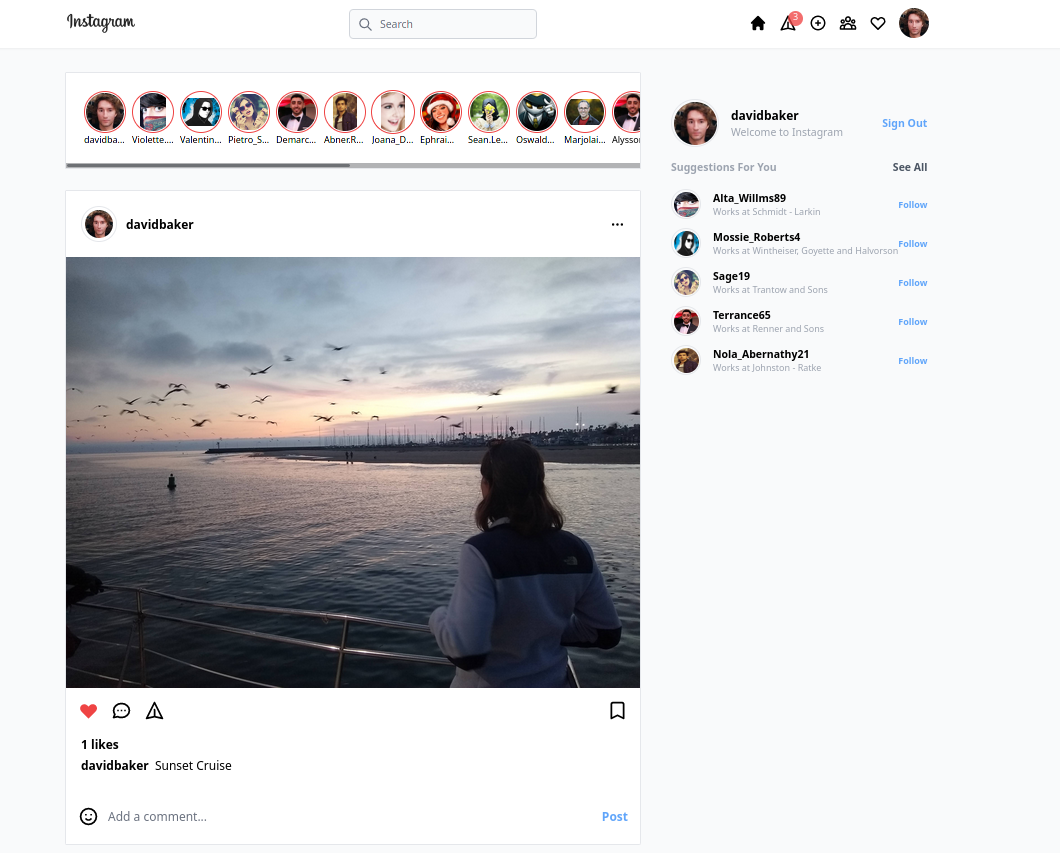 Instagram
Search
3
davidba...
Violette....
Valentin...
Pietro_S...
Demarc...
Abner.R...
Joana_D...
Ephrai...
Sean.Le...
Oswald...
Marjolai...
Alysson
davidbaker
Welcome to Instagram
Sign Out
Suggestions For You
See All
Alta_Willms89
Works at Schmidt - Larkin
Follow
Mossie_Roberts4
Works at Wintheiser, Goyette and Halvorson
Follow
Sage19
Works at Trantow and Sons
Follow
Terrance65
Works at Renner and Sons
Follow
Nola_Abernathy21
Works at Johnston - Ratke
Follow
davidbaker
1 likes
davidbaker Sunset Cruise
Add a comment...
Post